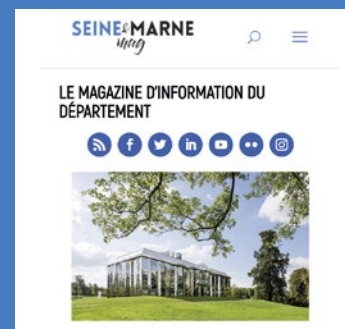 SEINE&MARNE
mag
LE MAGAZINE D'INFORMATION DU
DÉPARTEMENT